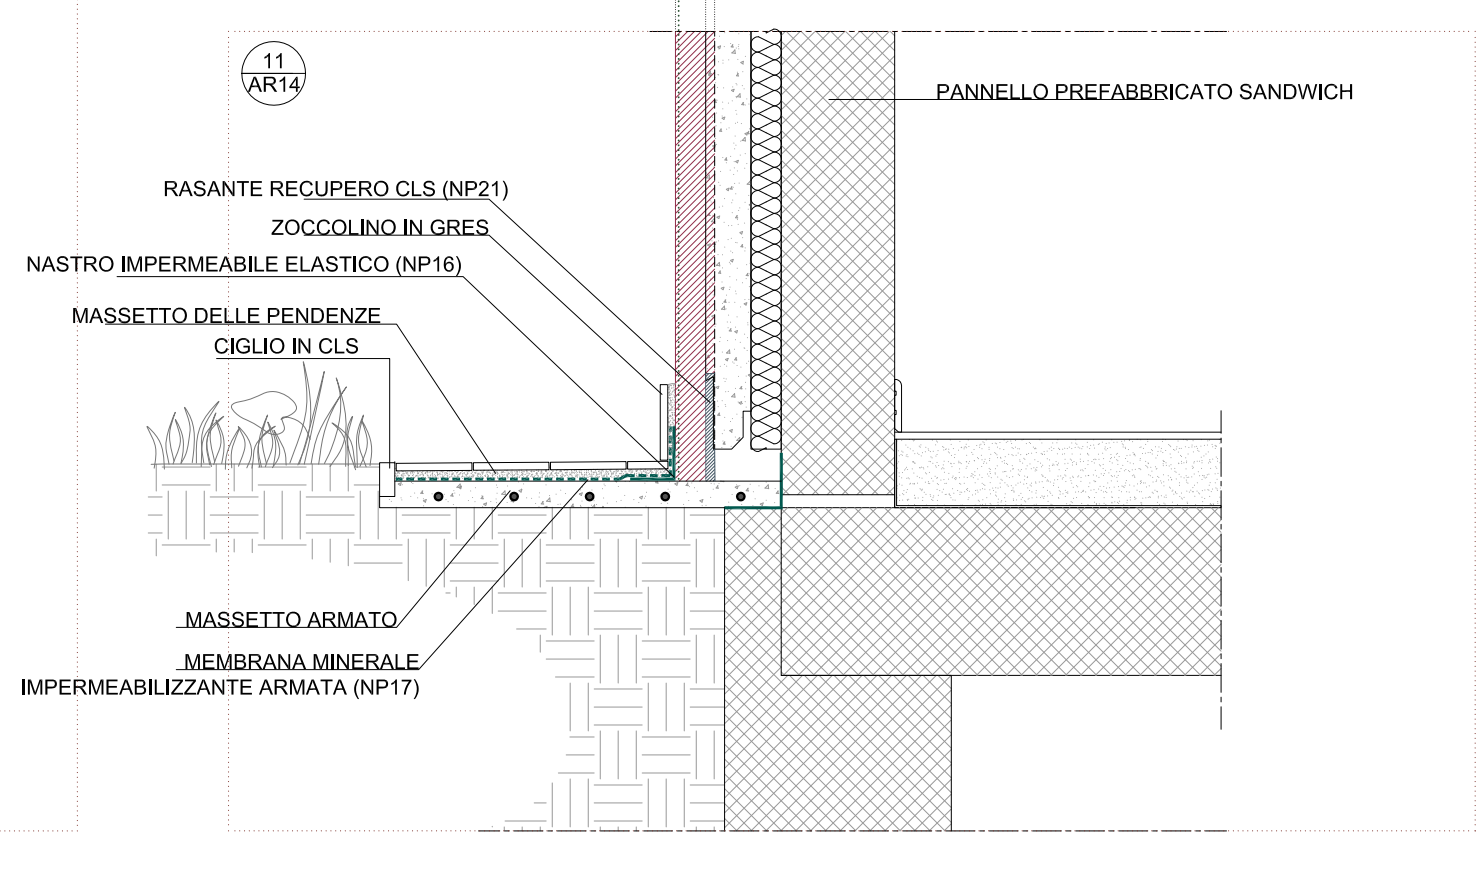 11
AR14
PANNELLO PREFABBRICATO SANDWICH
RASANTE RECUPERO CLS (NP21)
ZOCCOLINO IN GRES
NASTRO IMPERMEABILE ELASTICO (NP16)
MASSETTO DELLE PENDENZE
CIGLIO IN CLS
MASSETTO ARMATO
MEMBRANA MINERALE
IMPERMEABILIZZANTE ARMATA (NP17)